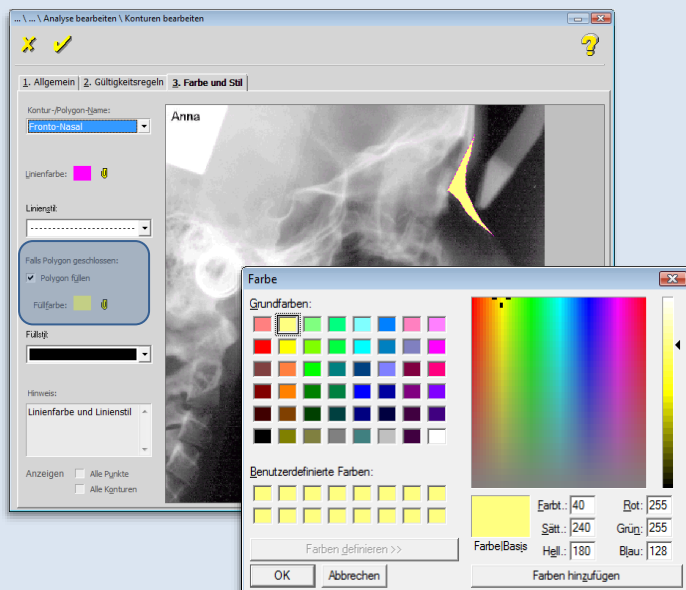 ... \ ... \ Analyse bearbeiten \ Konturen bearbeiten
1. Allgemein
2. Gültigkeitsregeln
3. Farbe und Stil
Kontur-/Polygon-Name:
Fronto-Nasal
Linienfarbe:
Linienstil:
Falls Polygon geschlossen:
Polygon füllen
Füllfarbe:
Füllstil:
Hinweis:
Linienfarbe und Linienstil
Anzeigen
Alle Punkte
Alle Konturen
Anna
Farbe
Grundfarben:
Benutzerdefinierte Farben:
Farben definieren >>
OK
Abbrechen
Farbe|Basis
Farbt.: 40
Rot: 255
Sätt.: 240
Grün: 255
Hell.: 180
Blau: 128
Farben hinzufügen